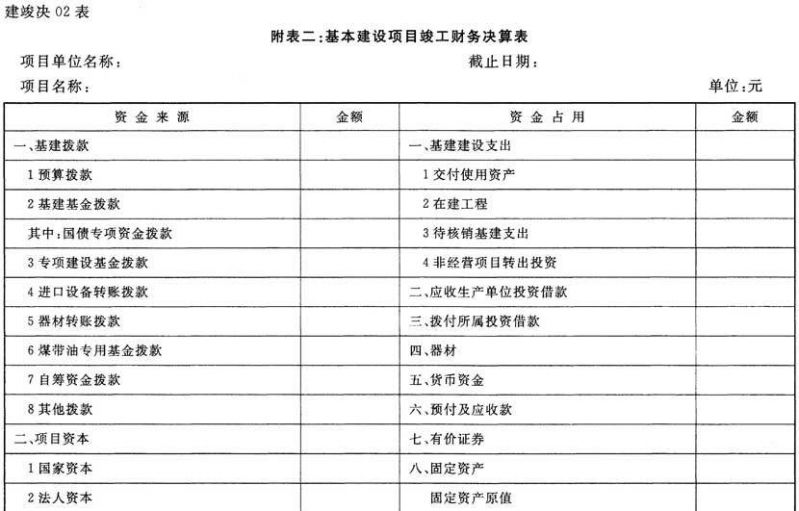 建竣决 02 表
附表二:基本建设项目竣工财务决算表
项目单位名称: 截止日期:
项目名称: 单位:元
资金来源 金额 资金占用 金额
一、基建拨款 一、基建建设支出
1预算拨款 1交付使用资产
2基建基金拨款 2在建工程
其中:国债专项资金拨款 3待核销基建支出
3专项建设基金拨款 4非经营项目转出投资
4进口设备转账拨款 二、应收生产单位投资借款
5器材转账拨款 三、拨付所属投资借款
6煤带油专用基金拨款 四、器材
7自筹资金拨款 五、货币资金
8其他拨款 六、预付及应收款
二、项目资本 七、有价证券
1国家资本 八、固定资产
2法人资本 固定资产原值